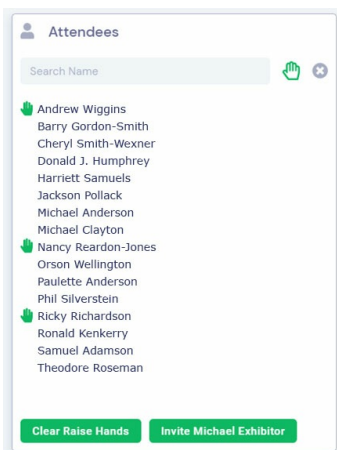 Attendees
Search Name
Andrew Wiggins
Barry Gordon-Smith
Cheryl Smith-Wexner
Donald J. Humphrey
Harriett Samuels
Jackson Pollack
Michael Anderson
Michael Clayton
Nancy Reardon-Jones
Orson Wellington
Paulette Anderson
Phil Silverstein
Ricky Richardson
Ronald Kenkerry
Samuel Adamson
Theodore Roseman
Clear Raise Hands Invite Michael Exhibitor